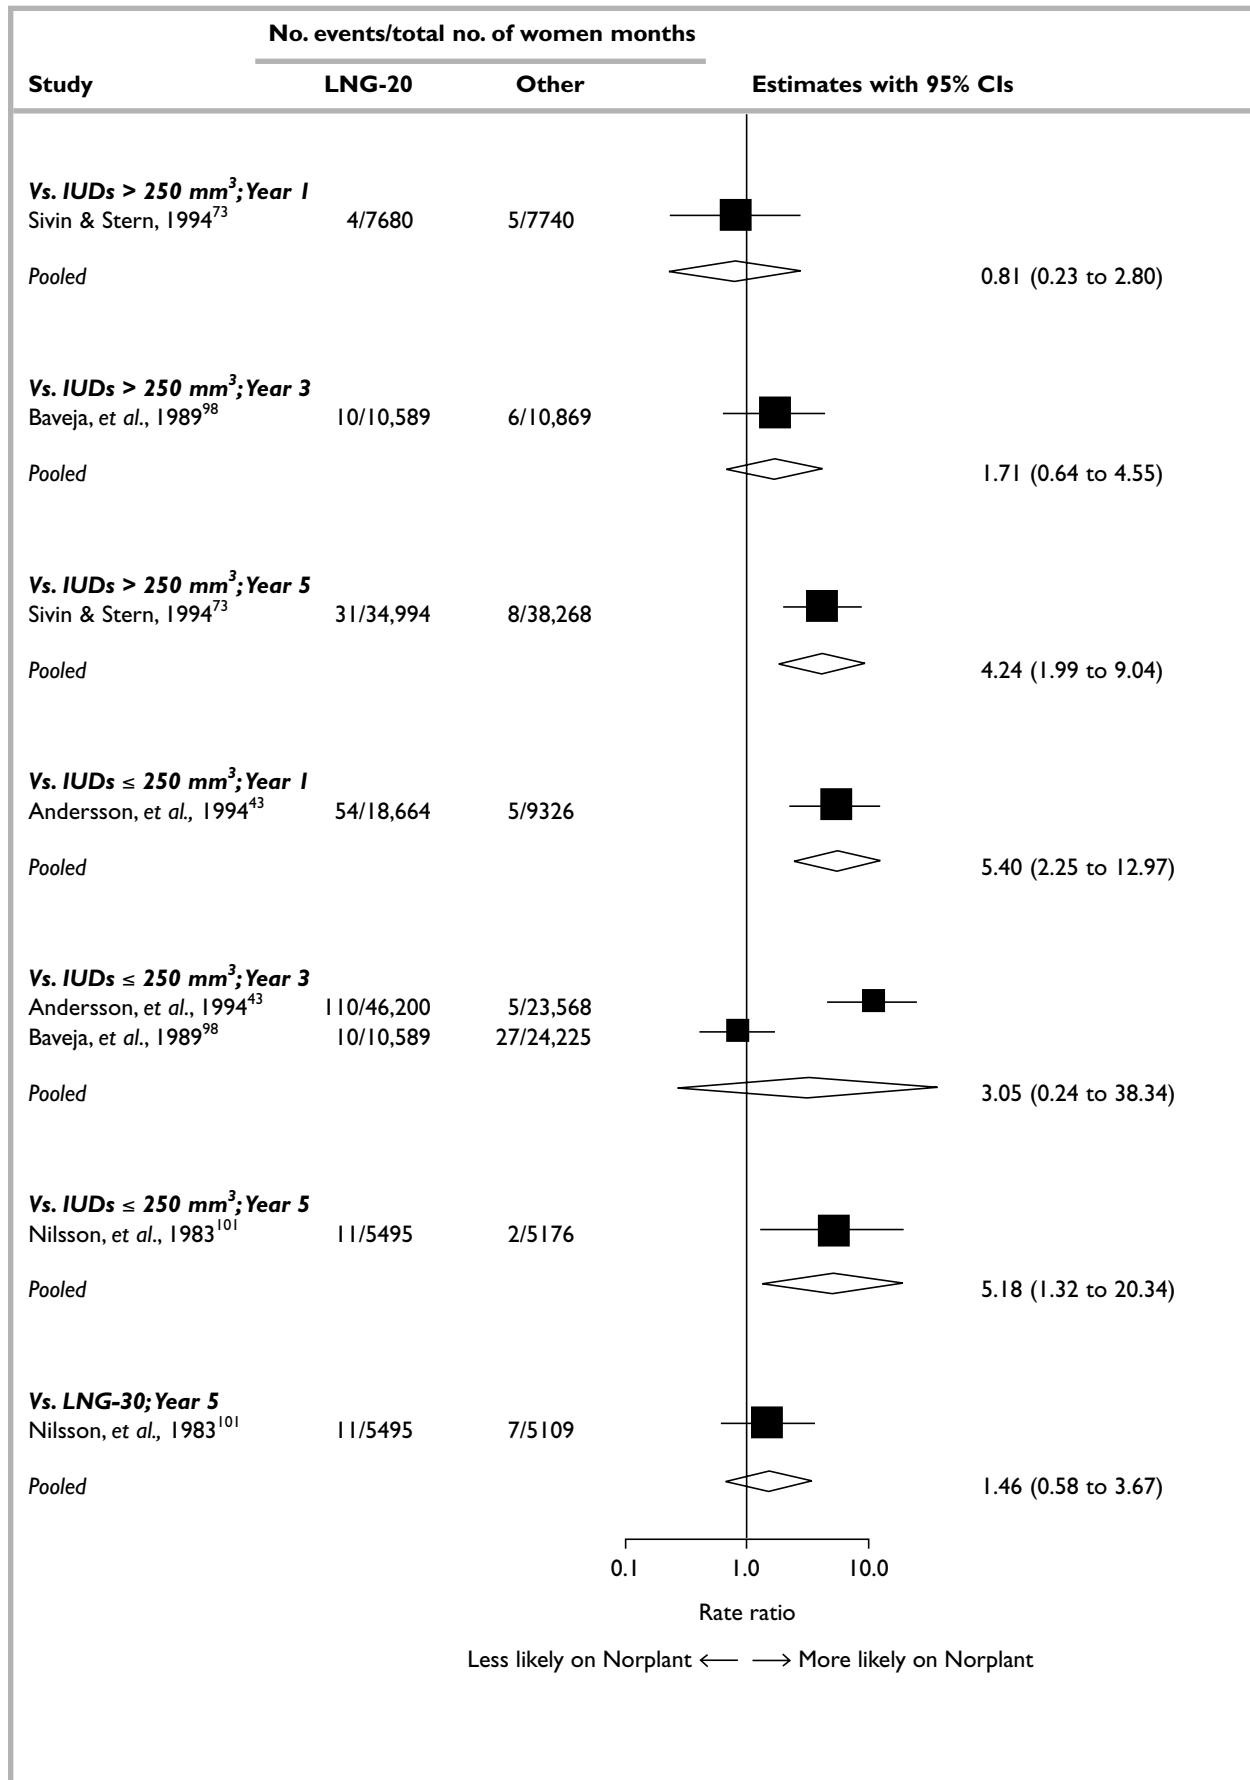 No. events/total no. of women months
Study LNG-20 Other Estimates with 95% CIs
Vs. IUDs > 250 mm³; Year 1
Sivin & Stern, 1994⁷³ 4/7680 5/7740
Pooled 0.81 (0.23 to 2.80)
Vs. IUDs > 250 mm³; Year 3
Baveja, et al., 1989⁹⁸ 10/10,589 6/10,869
Pooled 1.71 (0.64 to 4.55)
Vs. IUDs > 250 mm³; Year 5
Sivin & Stern, 1994⁷³ 31/34,994 8/38,268
Pooled 4.24 (1.99 to 9.04)
Vs. IUDs ≤ 250 mm³; Year 1
Andersson, et al., 1994⁴³ 54/18,664 5/9326
Pooled 5.40 (2.25 to 12.97)
Vs. IUDs ≤ 250 mm³; Year 3
Andersson, et al., 1994⁴³ 110/46,200 5/23,568
Baveja, et al., 1989⁹⁸ 10/10,589 27/24,225
Pooled 3.05 (0.24 to 38.34)
Vs. IUDs ≤ 250 mm³; Year 5
Nilsson, et al., 1983¹⁰¹ 11/5495 2/5176
Pooled 5.18 (1.32 to 20.34)
Vs. LNG-30; Year 5
Nilsson, et al., 1983¹⁰¹ 11/5495 7/5109
Pooled 1.46 (0.58 to 3.67)
0.1 1.0 10.0
Rate ratio
Less likely on Norplant ← → More likely on Norplant